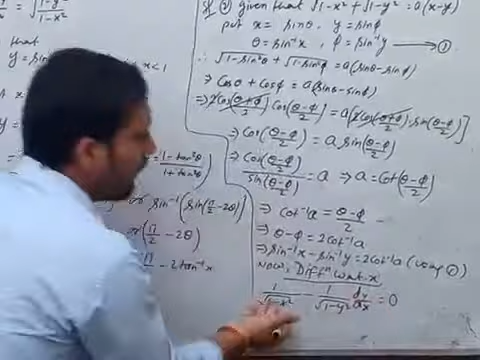 = √(1-x²/1-x²)
that
x < 1
= 1-tan²θ/1+tan²θ
sin⁻¹(sin(π/2-2θ))
(π/2 - 2θ)
- 2tan⁻¹x
given that √1-x² + √1-y² = a(x-y)
put x = sinθ, y = sinϕ
θ = sin⁻¹x, ϕ = sin⁻¹y ——→ ①
∴ √1-sin²θ + √1-sin²ϕ = a(sinθ-sinϕ)
⇒ Cosθ + Cosϕ = a(sinθ-sinϕ)
⇒ 2Cos(θ+ϕ/2) Cos(θ-ϕ/2) = a[2Cos(θ+ϕ/2).sin(θ-ϕ/2)]
⇒ Cos(θ-ϕ/2) = a sin(θ-ϕ/2)
⇒ Cos(θ-ϕ/2)/sin(θ-ϕ/2) = a ⇒ a = Cot(θ-ϕ/2)
⇒ Cot⁻¹a = θ-ϕ/2
⇒ θ-ϕ = 2Cot⁻¹a
⇒ sin⁻¹x - sin⁻¹y = 2Cot⁻¹a (using ①)
Now, Diffⁿ w.r.t. x
1/√1-x² - 1/√1-y² dy/dx = 0